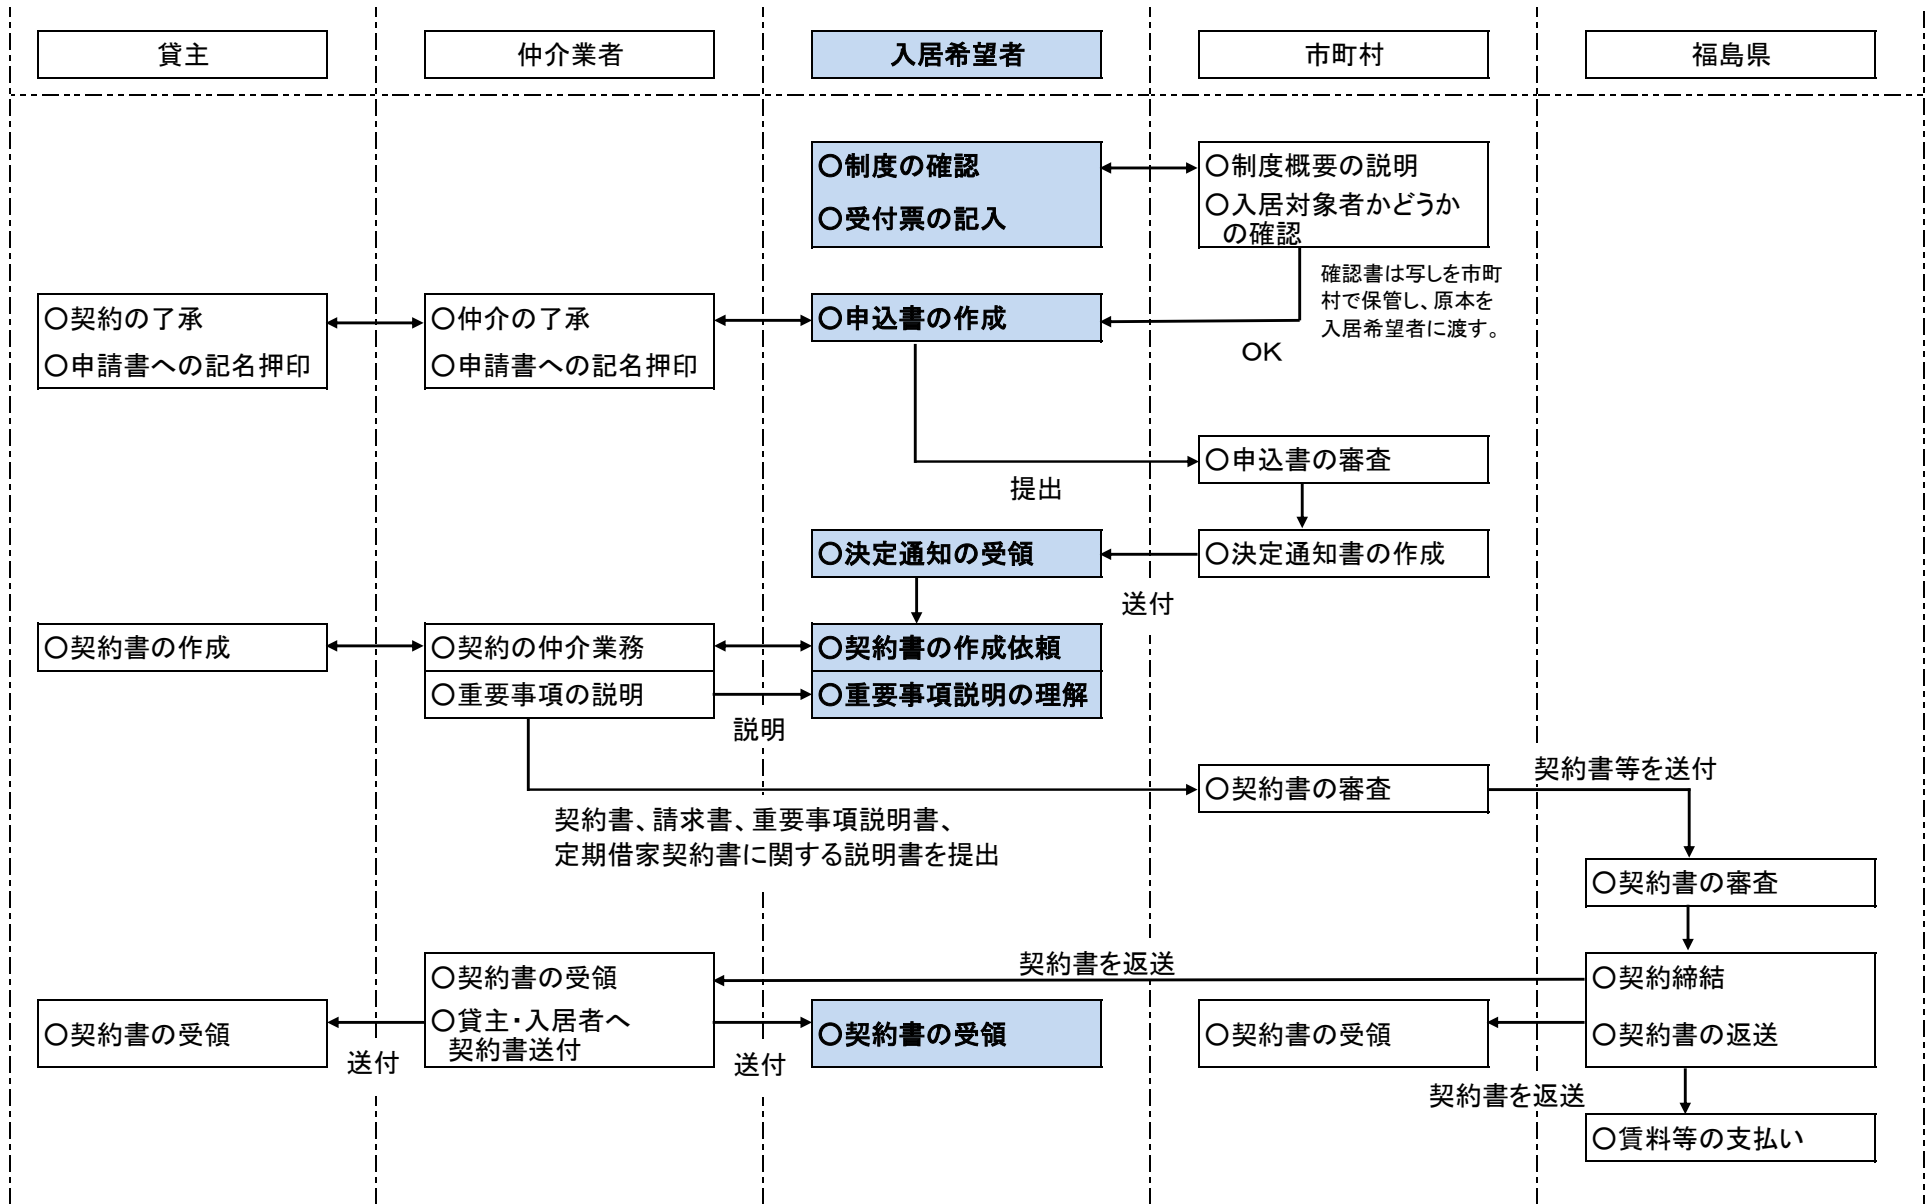 貸主
仲介業者
入居希望者
市町村
福島県
○制度の確認
○受付票の記入
○制度概要の説明
○入居対象者かどうか
の確認
確認書は写しを市町
村で保管し、原本を
入居希望者に渡す。
○契約の了承
○申請書への記名押印
○仲介の了承
○申請書への記名押印
○申込書の作成
OK
○申込書の審査
提出
○決定通知の受領
○決定通知書の作成
送付
○契約書の作成
○契約の仲介業務
○契約書の作成依頼
○重要事項の説明
○重要事項説明の理解
説明
○契約書の審査
契約書等を送付
契約書、請求書、重要事項説明書、
定期借家契約書に関する説明書を提出
○契約書の審査
契約書を返送
○契約書の受領
○貸主・入居者へ
契約書送付
○契約締結
○契約書の返送
○契約書の受領
○契約書の受領
○契約書の受領
送付
送付
契約書を返送
○賃料等の支払い